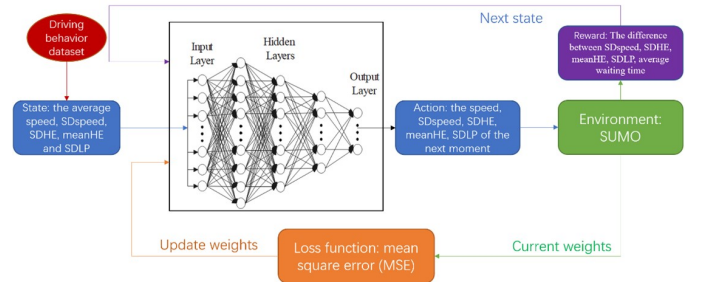 Driving
behavior
dataset
Next state
Reward: The difference
between SDspeed, SDHE,
meanHE, SDLP, average
waiting time
Input
Layer
Hidden
Layers
Output
Layer
State: the average
speed, SDspeed,
SDHE, meanHE
and SDLP
Action: the speed,
SDspeed, SDHE,
meanHE, SDLP of the
next moment
Environment:
SUMO
Update weights
Loss function: mean
square error (MSE)
Current weights